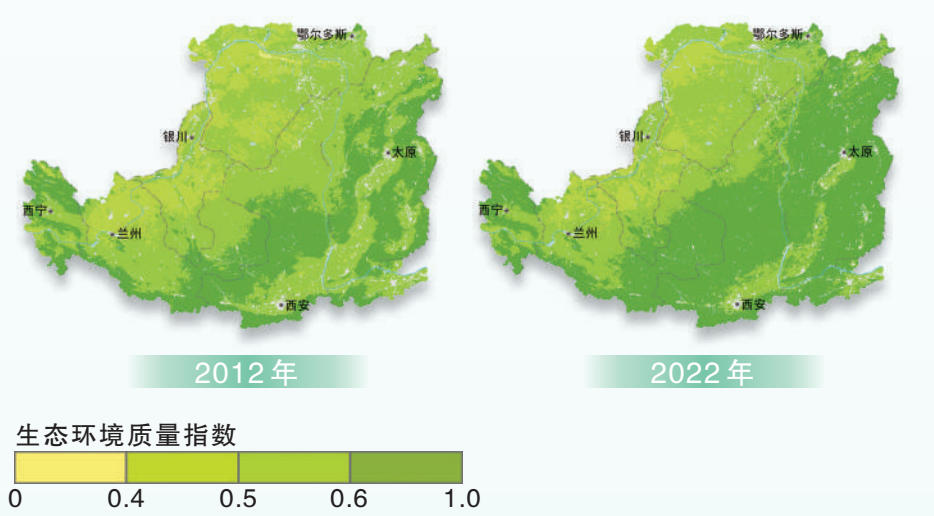 鄂尔多斯
银川
太原
西宁
兰州
西安
2012年
鄂尔多斯
银川
太原
西宁
兰州
西安
2022年
生态环境质量指数
0 0.4 0.5 0.6 1.0